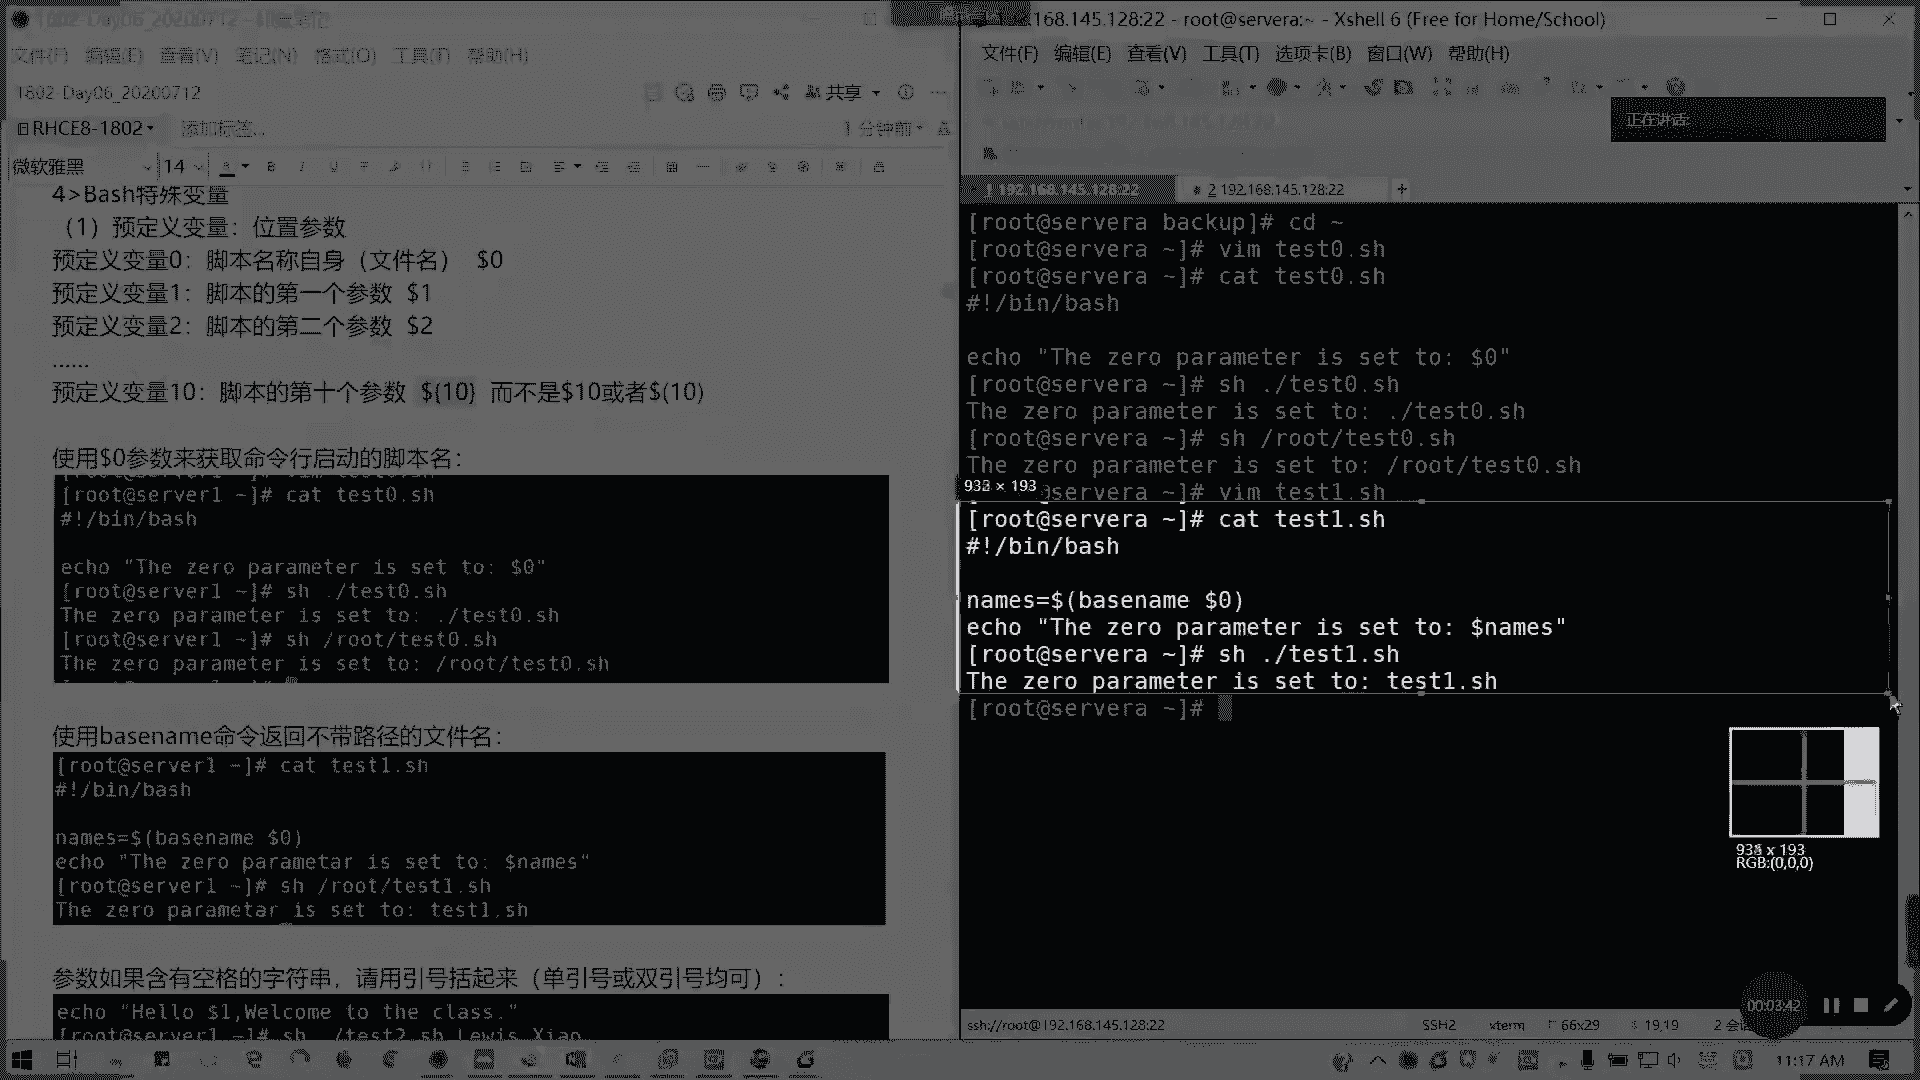 1802-Day06_20200712
文件(F) 编辑(E) 查看(V) 笔记(N) 格式(O) 工具(T) 帮助(H)
1802-Day06_20200712
共享
RHCE8-1802
添加标签...
1 分钟前
微软雅黑
14
4>Bash特殊变量
（1）预定义变量：位置参数
预定义变量0：脚本名称自身（文件名） $0
预定义变量1：脚本的第一个参数 $1
预定义变量2：脚本的第二个参数 $2
......
预定义变量10：脚本的第十个参数 ${10} 而不是$10或者$(10)
使用$0参数来获取命令行启动的脚本名：
[root@server1 ~]# cat test0.sh
#!/bin/bash
echo "The zero parameter is set to: $0"
[root@server1 ~]# sh ./test0.sh
The zero parameter is set to: ./test0.sh
[root@server1 ~]# sh /root/test0.sh
The zero parameter is set to: /root/test0.sh
使用basename命令返回不带路径的文件名：
[root@server1 ~]# cat test1.sh
#!/bin/bash
names=$(basename $0)
echo "The zero parametar is set to: $names"
[root@server1 ~]# sh /root/test1.sh
The zero parametar is set to: test1.sh
参数如果含有空格的字符串，请用引号括起来（单引号或双引号均可）：
echo "Hello $1,Welcome to the class."
[root@server1 ~]# sh ./test2.sh Lewis Xiao
.168.145.128:22 - root@servera:~ - Xshell 6 (Free for Home/School)
文件(F) 编辑(E) 查看(V) 工具(T) 选项卡(B) 窗口(W) 帮助(H)
正在讲话:
1 192.168.145.128:22
2 192.168.145.128:22
[root@servera backup]# cd ~
[root@servera ~]# vim test0.sh
[root@servera ~]# cat test0.sh
#!/bin/bash
echo "The zero parameter is set to: $0"
[root@servera ~]# sh ./test0.sh
The zero parameter is set to: ./test0.sh
[root@servera ~]# sh /root/test0.sh
The zero parameter is set to: /root/test0.sh
servera ~]# vim test1.sh
[root@servera ~]# cat test1.sh
#!/bin/bash
names=$(basename $0)
echo "The zero parameter is set to: $names"
[root@servera ~]# sh ./test1.sh
The zero parameter is set to: test1.sh
[root@servera ~]#
RGB:(0,0,0)
00:03:42
ssh://root@192.168.145.128:22
SSH2
xterm
66x29
19,19
11:17 AM